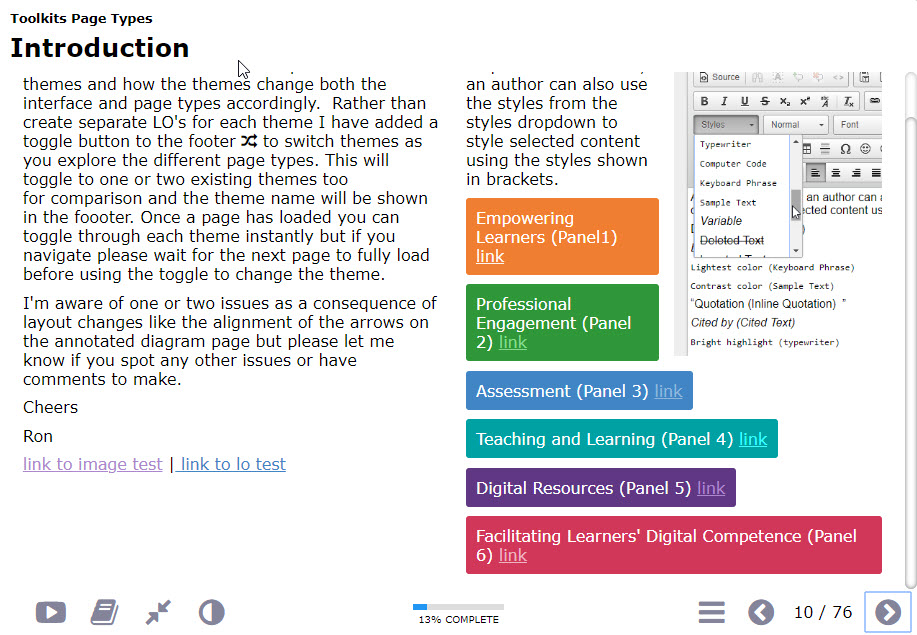 Toolkits Page Types
Introduction
themes and how the themes change both the
interface and page types accordingly.  Rather than
create separate LO's for each theme I have added a
toggle button to the footer to switch themes as
you explore the different page types. This will
toggle to one or two existing themes too
for comparison and the theme name will be shown
in the foooter. Once a page has loaded you can
toggle through each theme instantly but if you
navigate please wait for the next page to fully load
before using the toggle to change the theme.
I'm aware of one or two issues as a consequence of
layout changes like the alignment of the arrows on
the annotated diagram page but please let me
know if you spot any other issues or have
comments to make.
Cheers
Ron
link to image test | link to lo test
an author can also use
the styles from the
styles dropdown to
style selected content
using the styles shown
in brackets.
Source
B I U S x₂ x² Ix
Styles Normal Font
Typewriter
Computer Code
Keyboard Phrase
Sample Text
Variable
Deleted Text
an author can
ected content us
Lightest color (Keyboard Phrase)
Contrast color (Sample Text)
"Quotation (Inline Quotation) "
Cited by (Cited Text)
Bright highlight (typewriter)
Empowering
Learners (Panel1)
link
Professional
Engagement (Panel
2) link
Assessment (Panel 3) link
Teaching and Learning (Panel 4) link
Digital Resources (Panel 5) link
Facilitating Learners' Digital Competence (Panel
6) link
13% COMPLETE
10 / 76